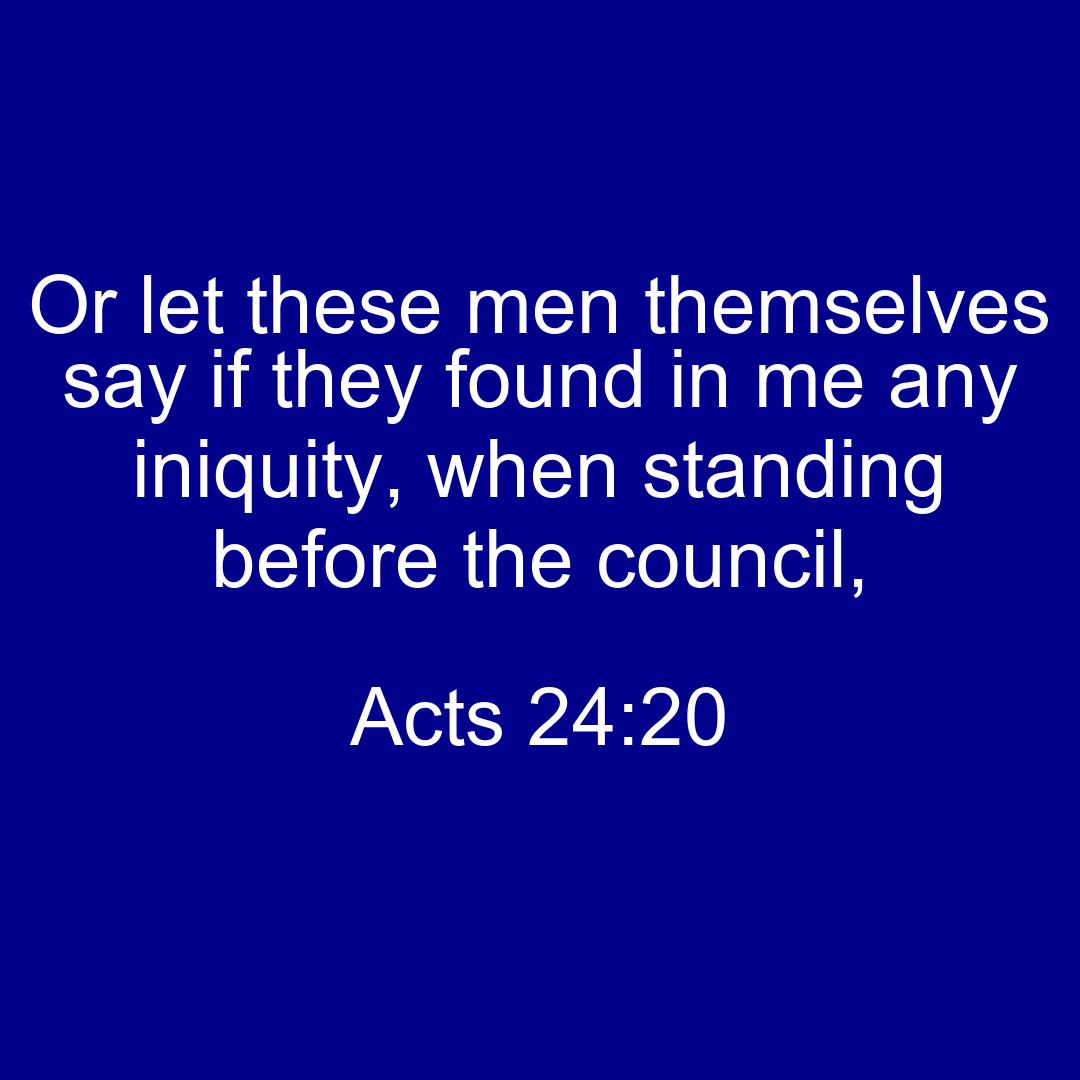 Or let these men themselves
say if they found in me any
iniquity, when standing
before the council,
Acts 24:20